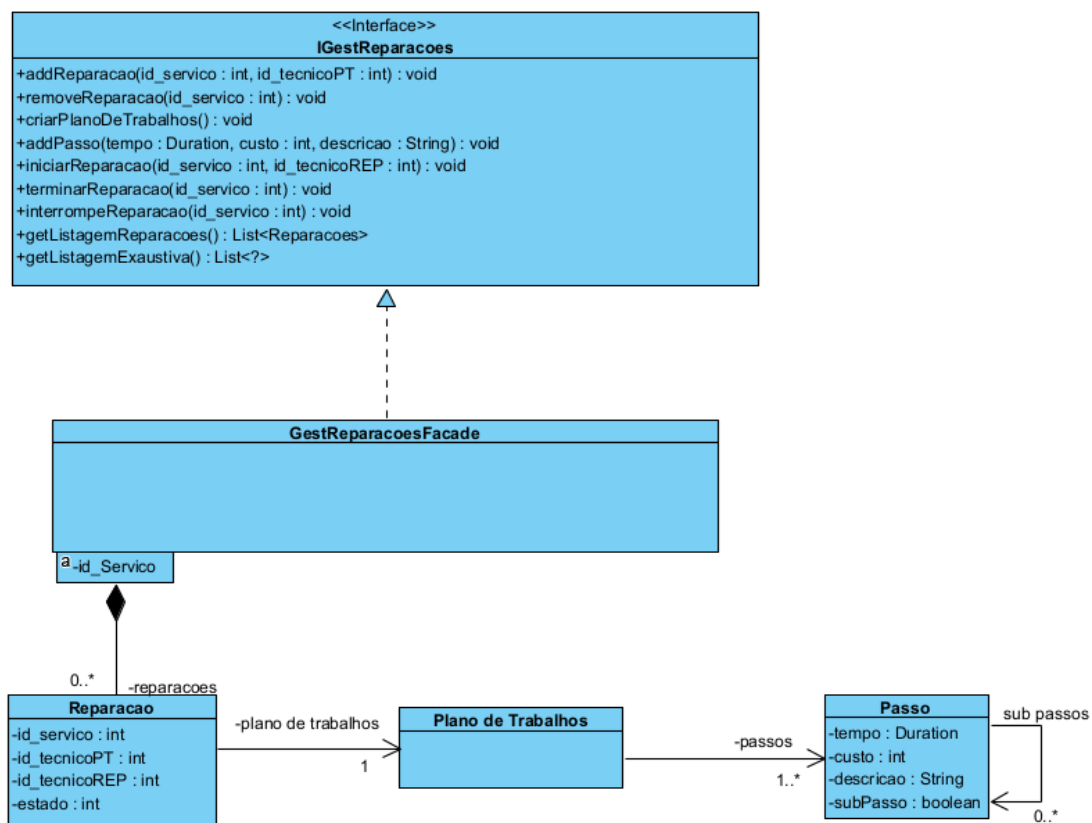 <<Interface>>
IGestReparacoes
+addReparacao(id_servico : int, id_tecnicoPT : int) : void
+removeReparacao(id_servico : int) : void
+criarPlanoDeTrabalhos() : void
+addPasso(tempo : Duration, custo : int, descricao : String) : void
+iniciarReparacao(id_servico : int, id_tecnicoREP : int) : void
+terminarReparacao(id_servico : int) : void
+interrompeReparacao(id_servico : int) : void
+getListagemReparacoes() : List<Reparacoes>
+getListagemExaustiva() : List<?>
GestReparacoesFacade
a
-id_Servico
0..*
-reparacoes
Reparacao
-id_servico : int
-id_tecnicoPT : int
-id_tecnicoREP : int
-estado : int
-plano de trabalhos
1
Plano de Trabalhos
-passos
1..*
Passo
-tempo : Duration
-custo : int
-descricao : String
-subPasso : boolean
sub passos
0..*